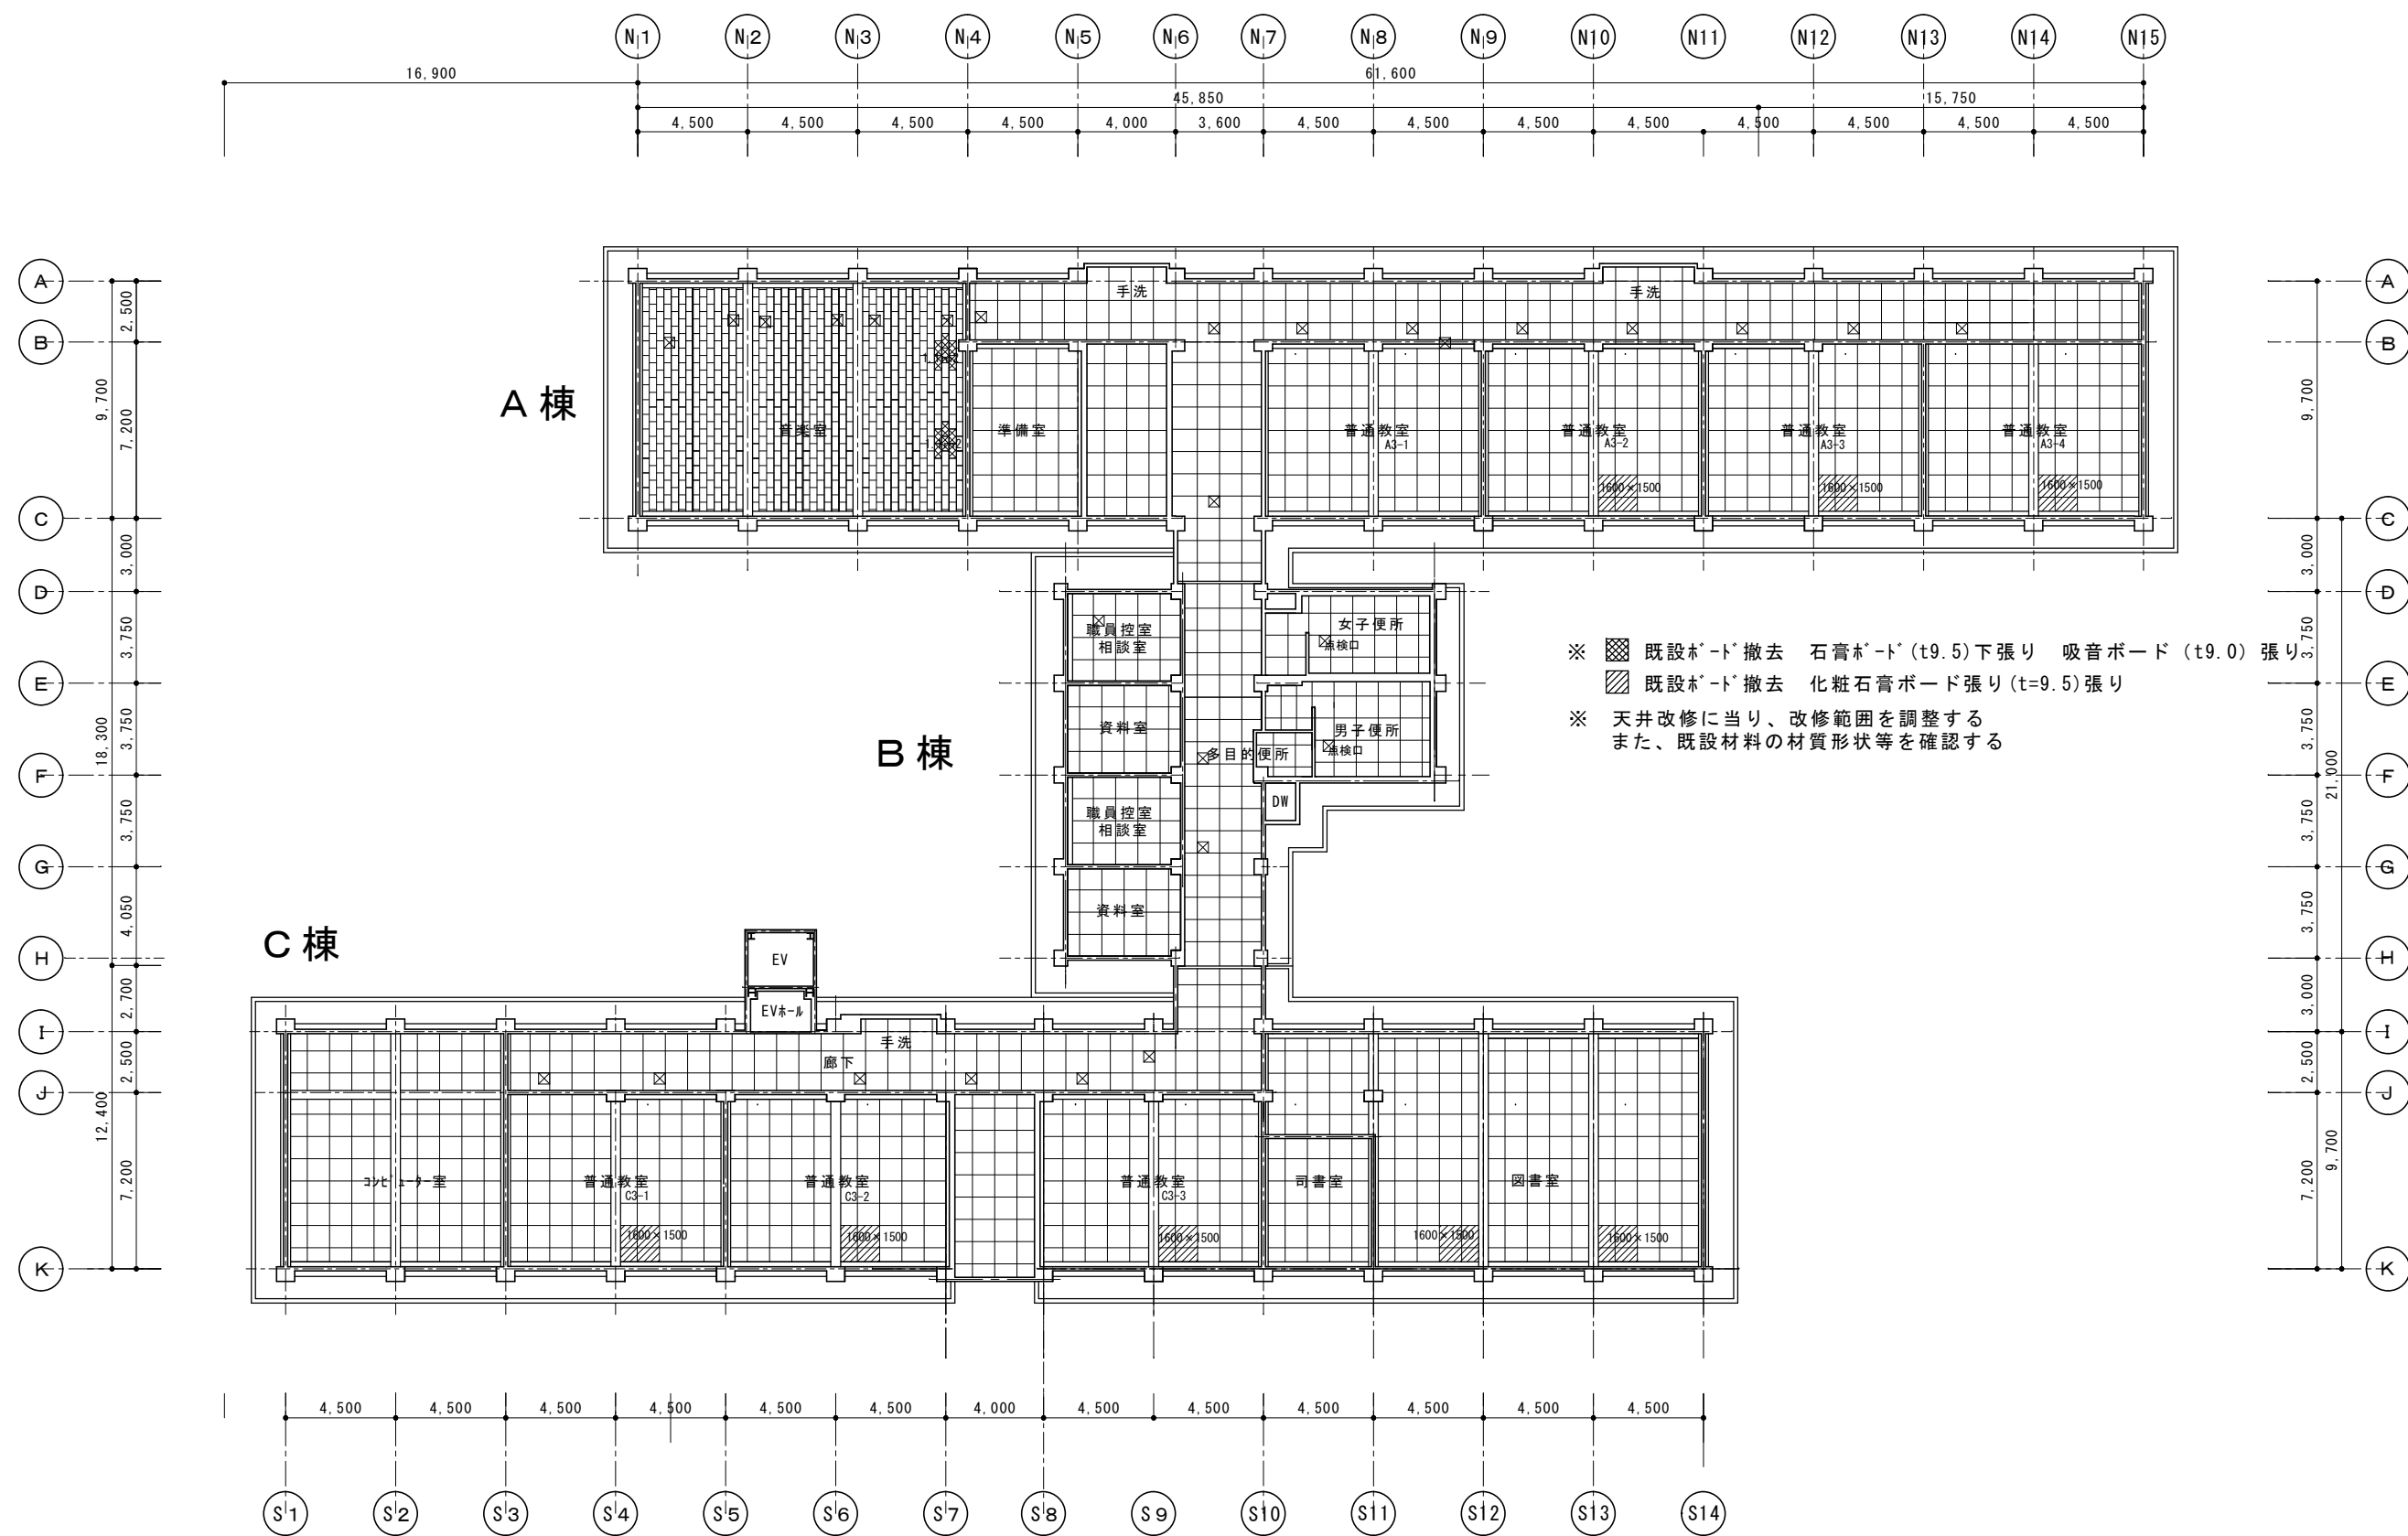 N1 N2 N3 N4 N5 N6 N7 N8 N9 N10 N11 N12 N13 N14 N15
16,900 61,600
45,850 15,750
4,500 4,500 4,500 4,500 4,000 3,600 4,500 4,500 4,500 4,500 4,500 4,500 4,500 4,500
A A
2,500
手洗 手洗
B B
9,700 7,200 9,700
A棟
音楽室 準備室 普通教室 普通教室 普通教室 普通教室
A3-1 A3-2 A3-3 A3-4
1600×1500 1600×1500 1600×1500
C C
3,000 3,000
D D
職員控室 女子便所
相談室 点検口
3,750 3,750
※ 既設ボード撤去 石膏ボード(t9.5)下張り 吸音ボード(t9.0)張り
E E
既設ボード撤去 化粧石膏ボード張り(t=9.5)張り
※ 天井改修に当り、改修範囲を調整する
また、既設材料の材質形状等を確認する
資料室 男子便所
B棟 多目的便所 点検口
18,300 3,750 3,750 21,000
F F
DW
職員控室
相談室
3,750 3,750
G G
資料室
4,050 3,750
C棟
H EV H
2,700 EVホール 3,000
I I
手洗
廊下
2,500 2,500
J J
12,400 7,200 7,200 9,700
コンピューター室 普通教室 普通教室 普通教室 司書室 図書室
C3-1 C3-2 C3-3
1600×1500 1600×1500 1600×1500 1600×1500 1600×1500
K K
4,500 4,500 4,500 4,500 4,500 4,500 4,000 4,500 4,500 4,500 4,500 4,500 4,500
S1 S2 S3 S4 S5 S6 S7 S8 S9 S10 S11 S12 S13 S14